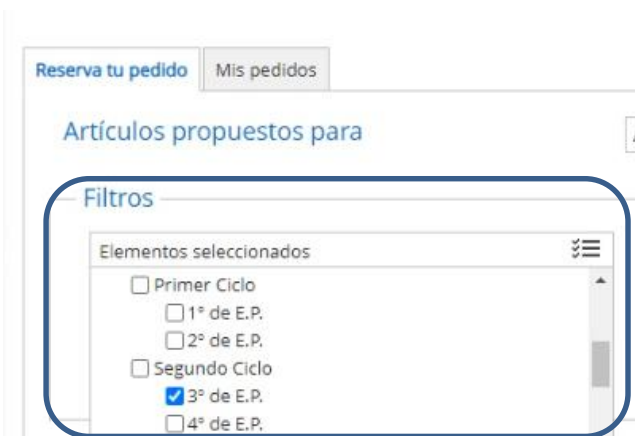 Reserva tu pedido Mis pedidos
Artículos propuestos para
Filtros
Elementos seleccionados
Primer Ciclo
1º de E.P.
2º de E.P.
Segundo Ciclo
3º de E.P.
4º de E.P.